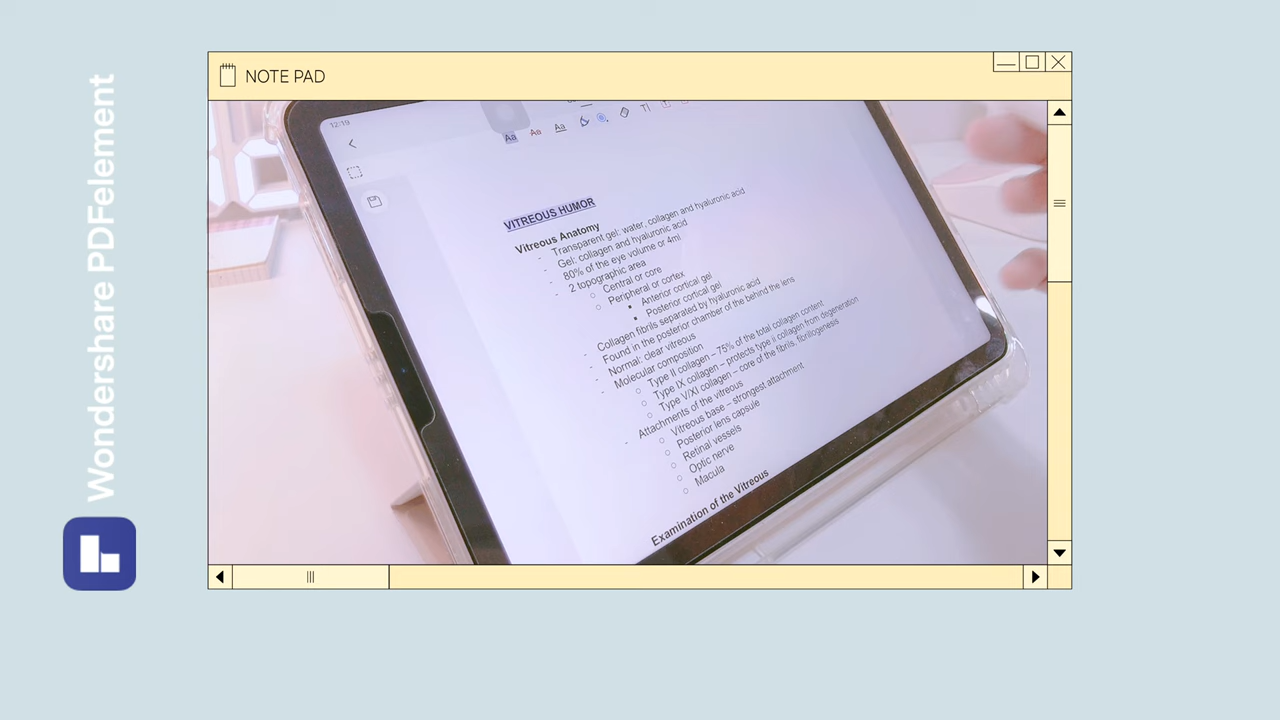 Wondershare PDFelement
NOTE PAD
12:19
Aa Aa Aa
VITREOUS HUMOR
Vitreous Anatomy
- Transparent gel: water, collagen and hyaluronic acid
- Gel: collagen and hyaluronic acid
- 80% of the eye volume or 4ml
- 2 topographic area
○ Central or core
○ Peripheral or cortex
▪ Anterior cortical gel
▪ Posterior cortical gel
- Collagen fibrils separated by hyaluronic acid
- Found in the posterior chamber of the behind the lens
- Normal: clear vitreous
- Molecular composition
○ Type II collagen – 75% of the total collagen content
○ Type IX collagen – protects type ii collagen from degeneration
○ Type V/XI collagen – core of the fibrils, fibrillogenesis
- Attachments of the vitreous
○ Vitreous base – strongest attachment
○ Posterior lens capsule
○ Retinal vessels
○ Optic nerve
○ Macula
Examination of the Vitreous